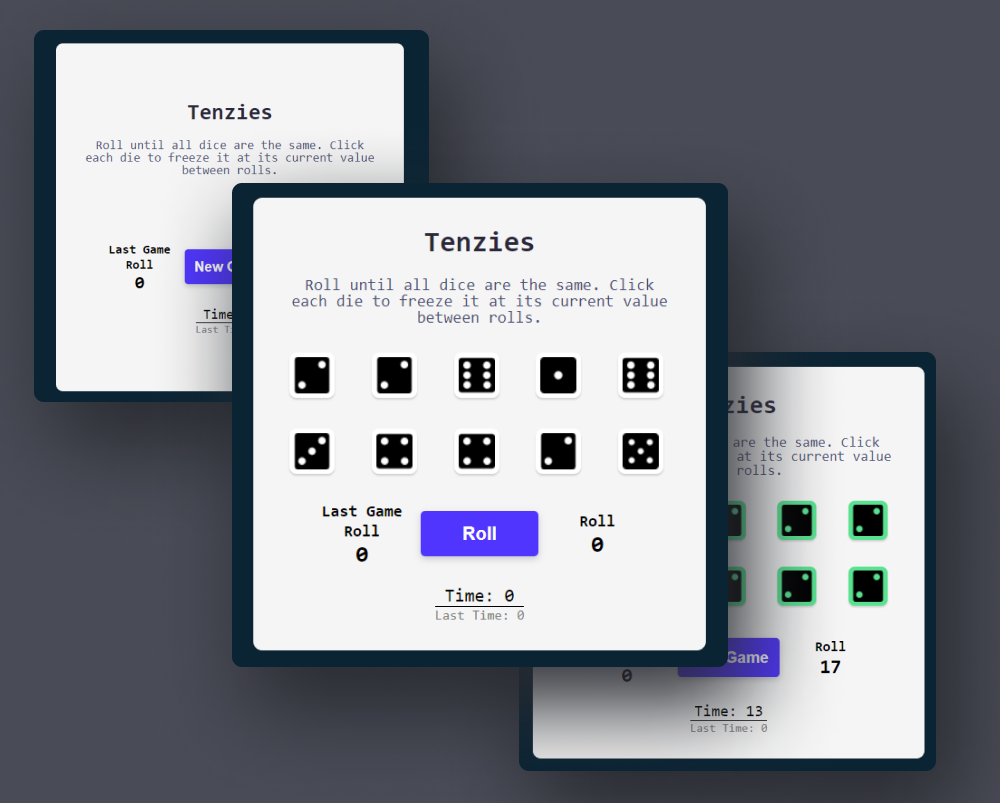 Tenzies
Roll until all dice are the same. Click
each die to freeze it at its current value
between rolls.
Last Game
Roll
0
New
Time
Last
Tenzies
Roll until all dice are the same. Click
each die to freeze it at its current value
between rolls.
Last Game
Roll
0
Roll
Roll
0
Time: 0
Last Time: 0
zies
are the same. Click
at its current value
rolls.
0
Game
Roll
17
Time: 13
Last Time: 0